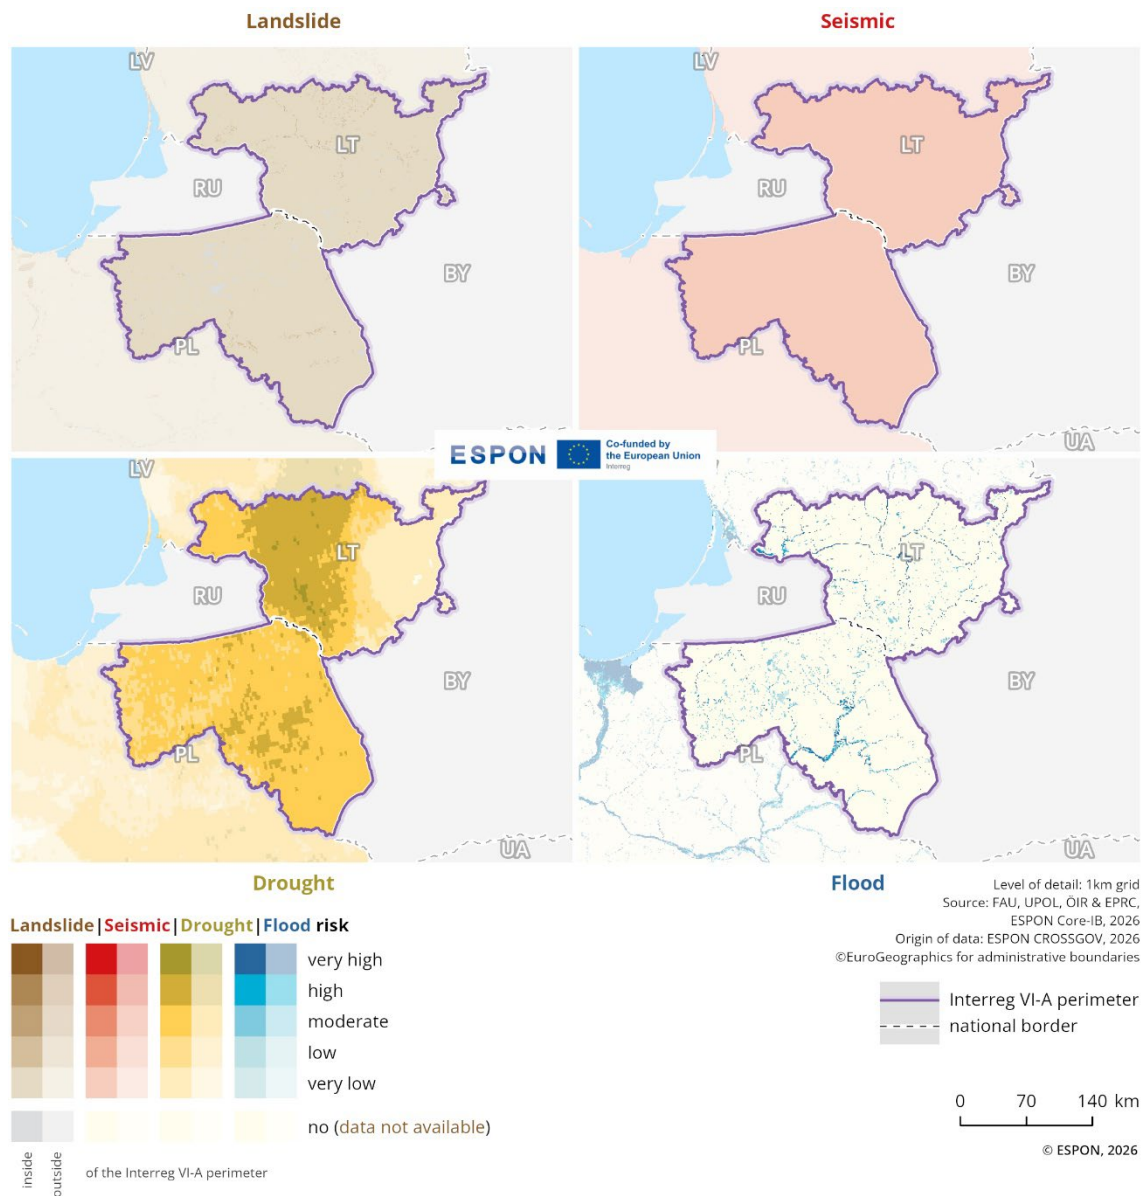 Landslide
Seismic
LV
LT
RU
BY
PL
LV
LT
RU
BY
PL
UA
ESPON
Co-funded by
the European Union
Interreg
LV
LT
RU
BY
PL
UA
LT
RU
BY
PL
UA
Drought
Flood
Level of detail: 1km grid
Source: FAU, UPOL, ÖIR & EPRC,
ESPON Core-IB, 2026
Origin of data: ESPON CROSSGOV, 2026
©EuroGeographics for administrative boundaries
Landslide|Seismic|Drought|Flood risk
very high
high
moderate
low
very low
no (data not available)
inside
outside
of the Interreg VI-A perimeter
Interreg VI-A perimeter
national border
0 70 140 km
© ESPON, 2026